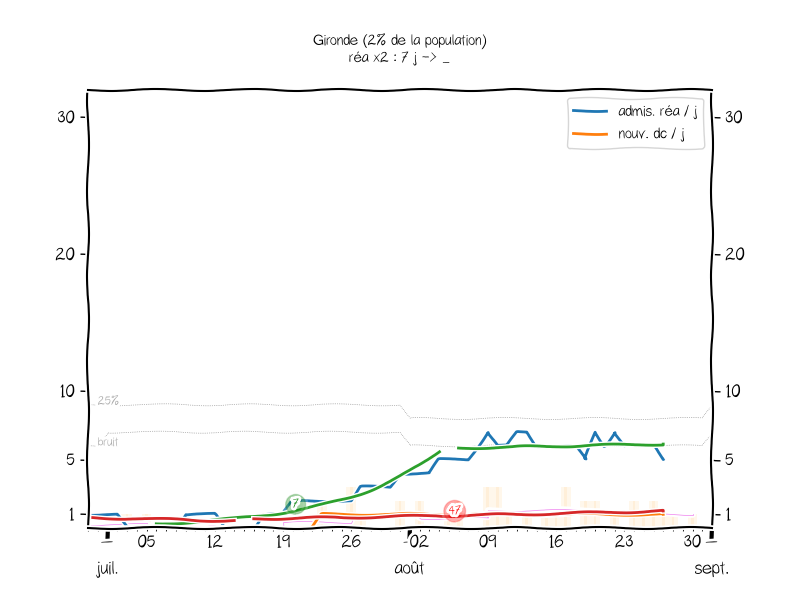 Gironde (2% de la population)
réa x2 : 7 j -> _
admis. réa / j
nouv. dc / j
30
30
20
20
10
10
25%
bruit
5
5
7
47
1
1
05
12
19
26
02
09
16
23
30
juil.
août
sept.